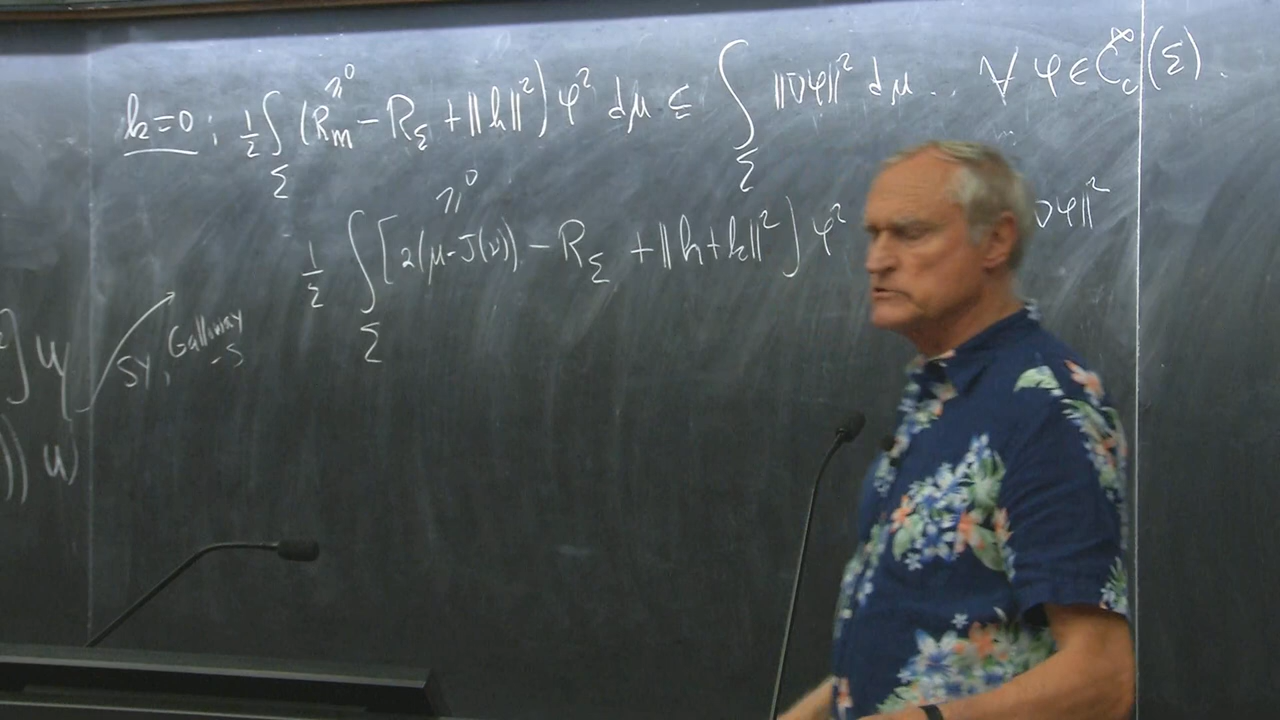 ≥0
k=0 : ½ ∫_Σ (R_M − R_Σ + ‖h‖²) φ² dμ ≤ ∫_Σ ‖∇φ‖² dμ .. ∀ φ ∈ C_c^∞(Σ).
≥0
½ ∫_Σ [2(μ−J(ν)) − R_Σ + ‖h+k‖²] φ² ∇φ‖²
] u
SY, Galloway
-S
)) u